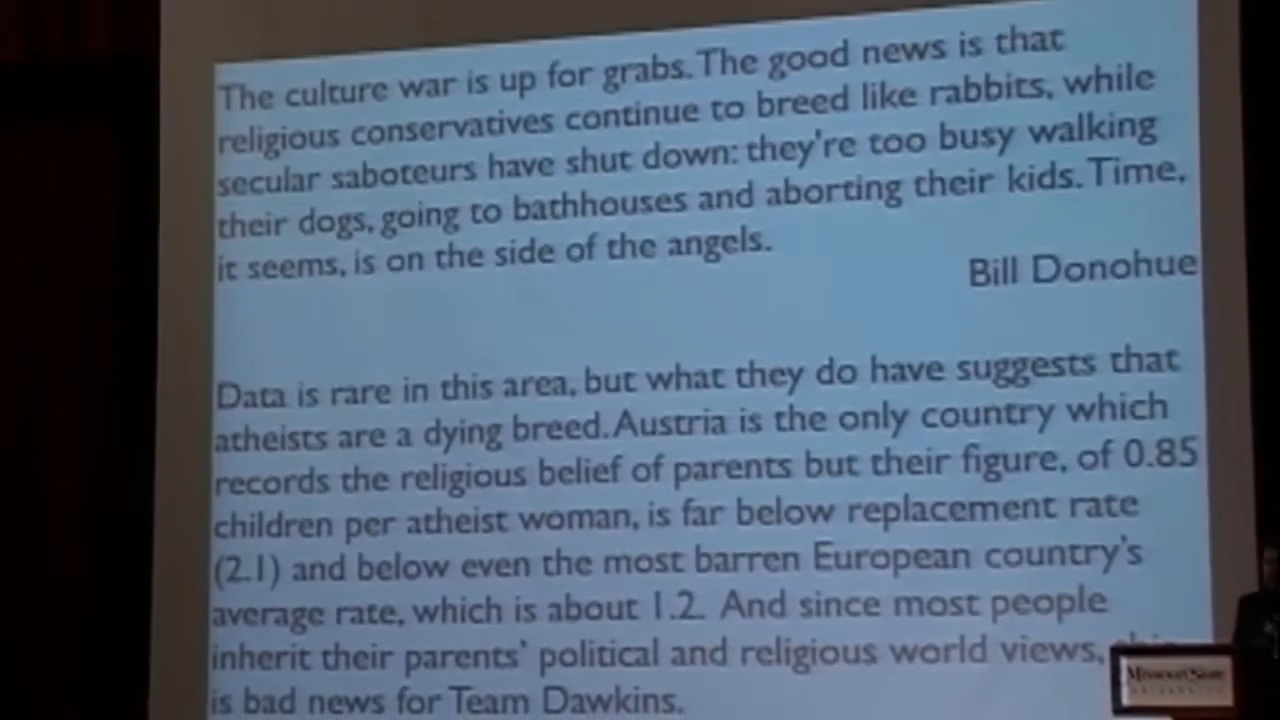 The culture war is up for grabs. The good news is that
religious conservatives continue to breed like rabbits, while
secular saboteurs have shut down: they're too busy walking
their dogs, going to bathhouses and aborting their kids. Time,
it seems, is on the side of the angels.
Bill Donohue
Data is rare in this area, but what they do have suggests that
atheists are a dying breed. Austria is the only country which
records the religious belief of parents but their figure, of 0.85
children per atheist woman, is far below replacement rate
(2.1) and below even the most barren European country's
average rate, which is about 1.2. And since most people
inherit their parents' political and religious world views,
is bad news for Team Dawkins.
Missouri State